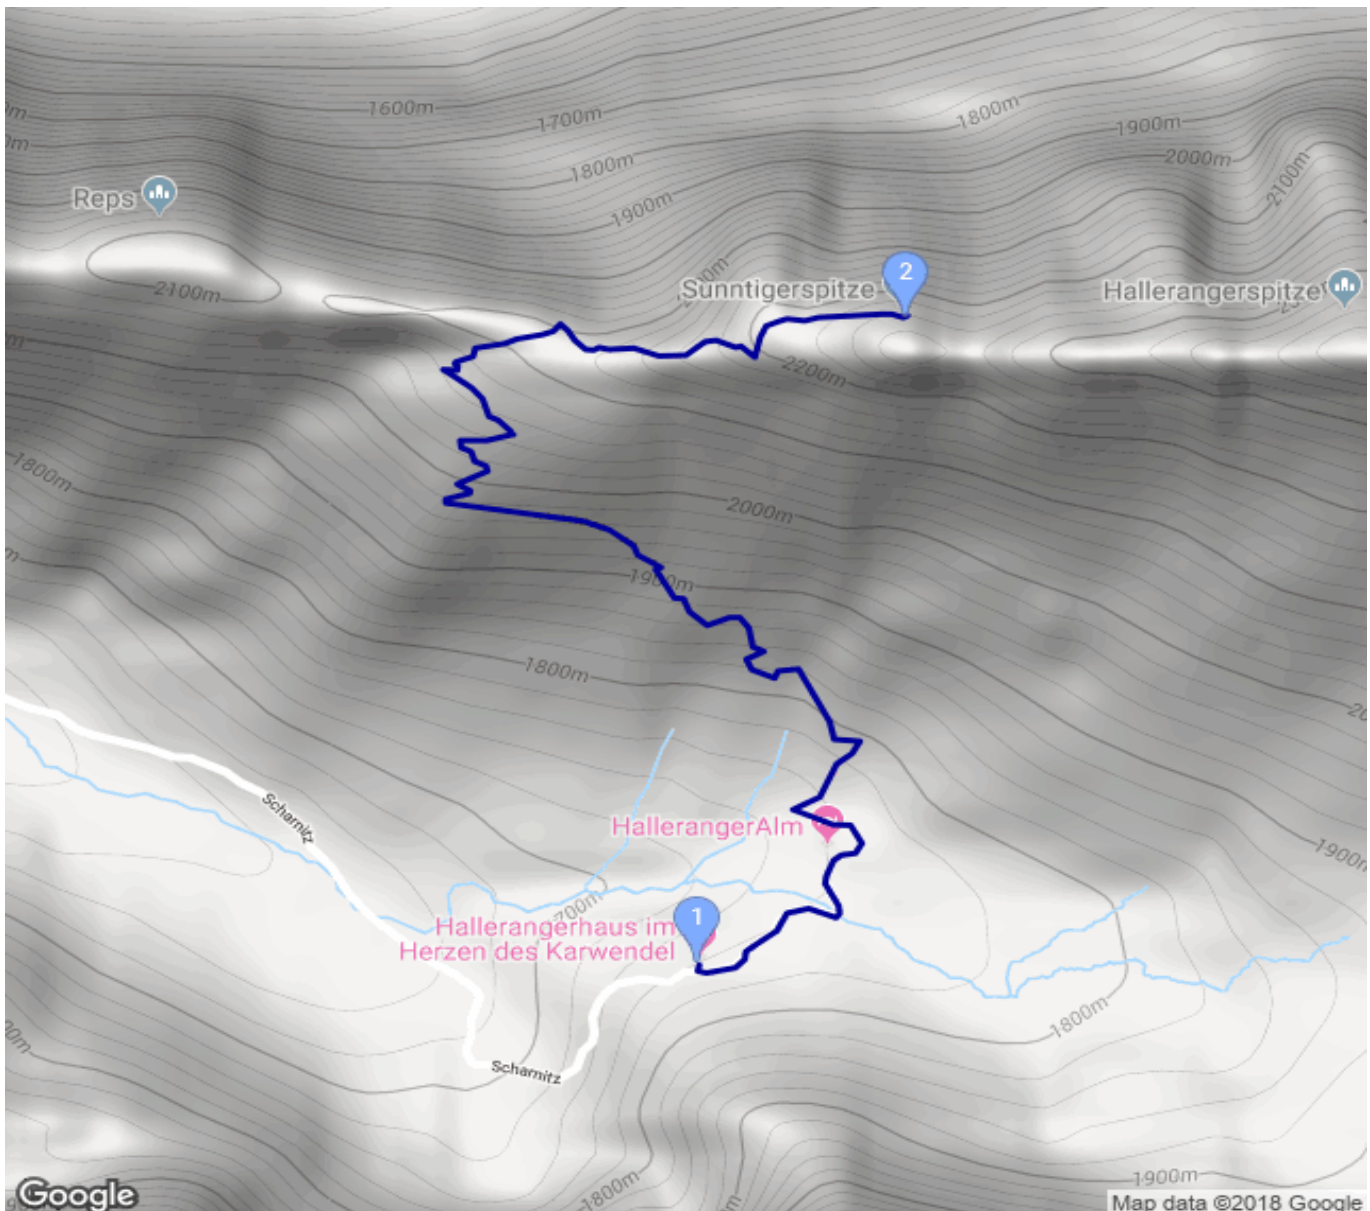 1600m
1700m
1800m
1900m
1800m
2000m
1900m
2100m
Reps
Sunntigerspitze
2
Hallerangerspitze
2100m
2200m
1800m
2000m
1900m
1800m
Scharnitz
HallerangerAlm
1900m
1
Hallerangerhaus im
Herzen des Karwendel
Scharnitz
1800m
1900m
1800m
Google
Map data ©2018 Google